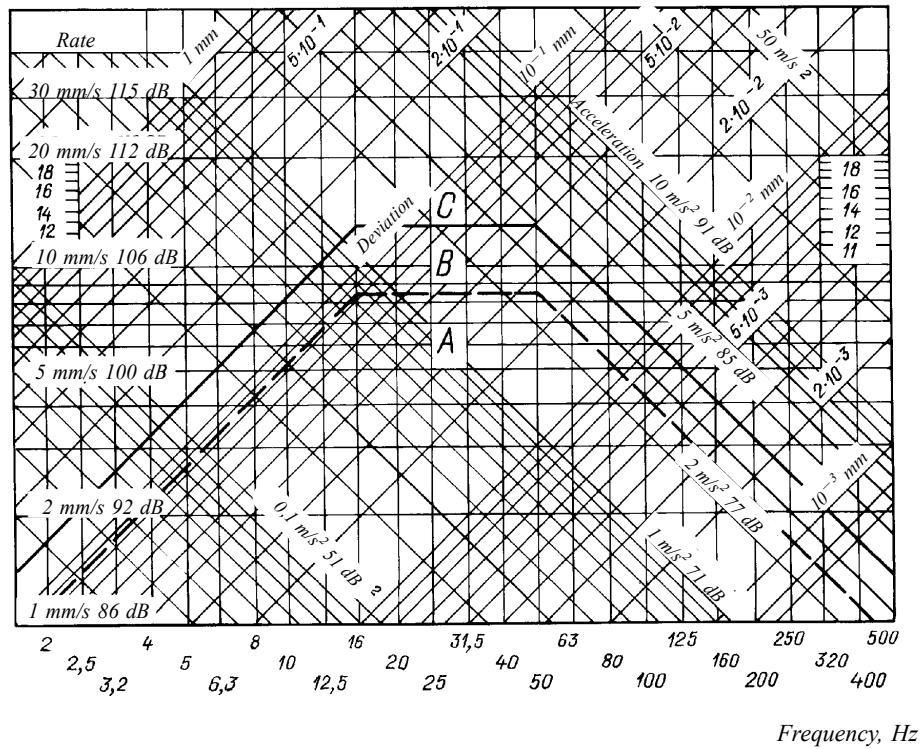 Rate
1 mm
5·10⁻¹
2·10⁻¹
10⁻¹ mm
5·10⁻²
2·10⁻²
50 m/s²
30 mm/s 115 dB
20 mm/s 112 dB
18
16
14
12
10 mm/s 106 dB
5 mm/s 100 dB
2 mm/s 92 dB
1 mm/s 86 dB
Deviation
C
B
A
Acceleration 10 m/s² 91 dB
10⁻² mm
18
16
14
12
11
5·10⁻³
5 m/s² 85 dB
2·10⁻³
10⁻³ mm
2 m/s² 77 dB
1 m/s² 71 dB
0.1 m/s² 51 dB
2
2 4 8 16 31,5 63 125 250 500
2,5 5 10 20 40 80 160 320
3,2 6,3 12,5 25 50 100 200 400
Frequency, Hz